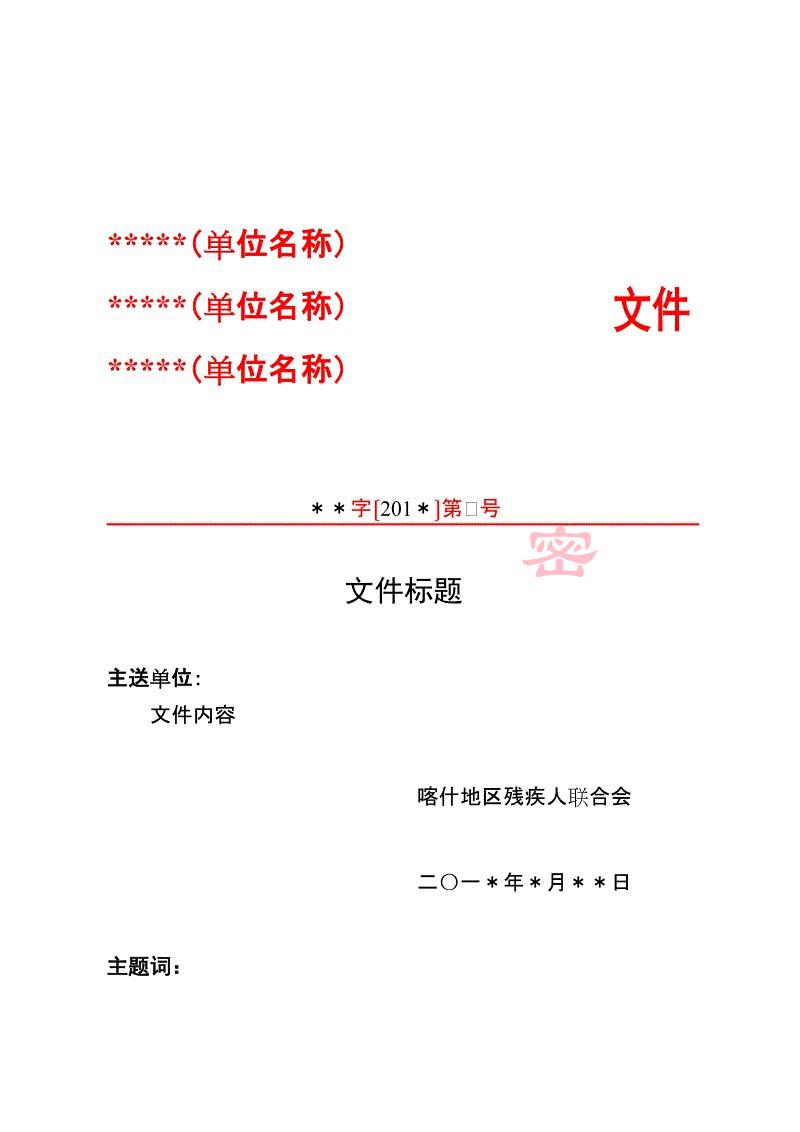 *****(单位名称)
*****(单位名称)
文件
*****(单位名称)
＊＊字[201＊]第□号
密
文件标题
主送单位:
文件内容
喀什地区残疾人联合会
二〇一＊年＊月＊＊日
主题词：